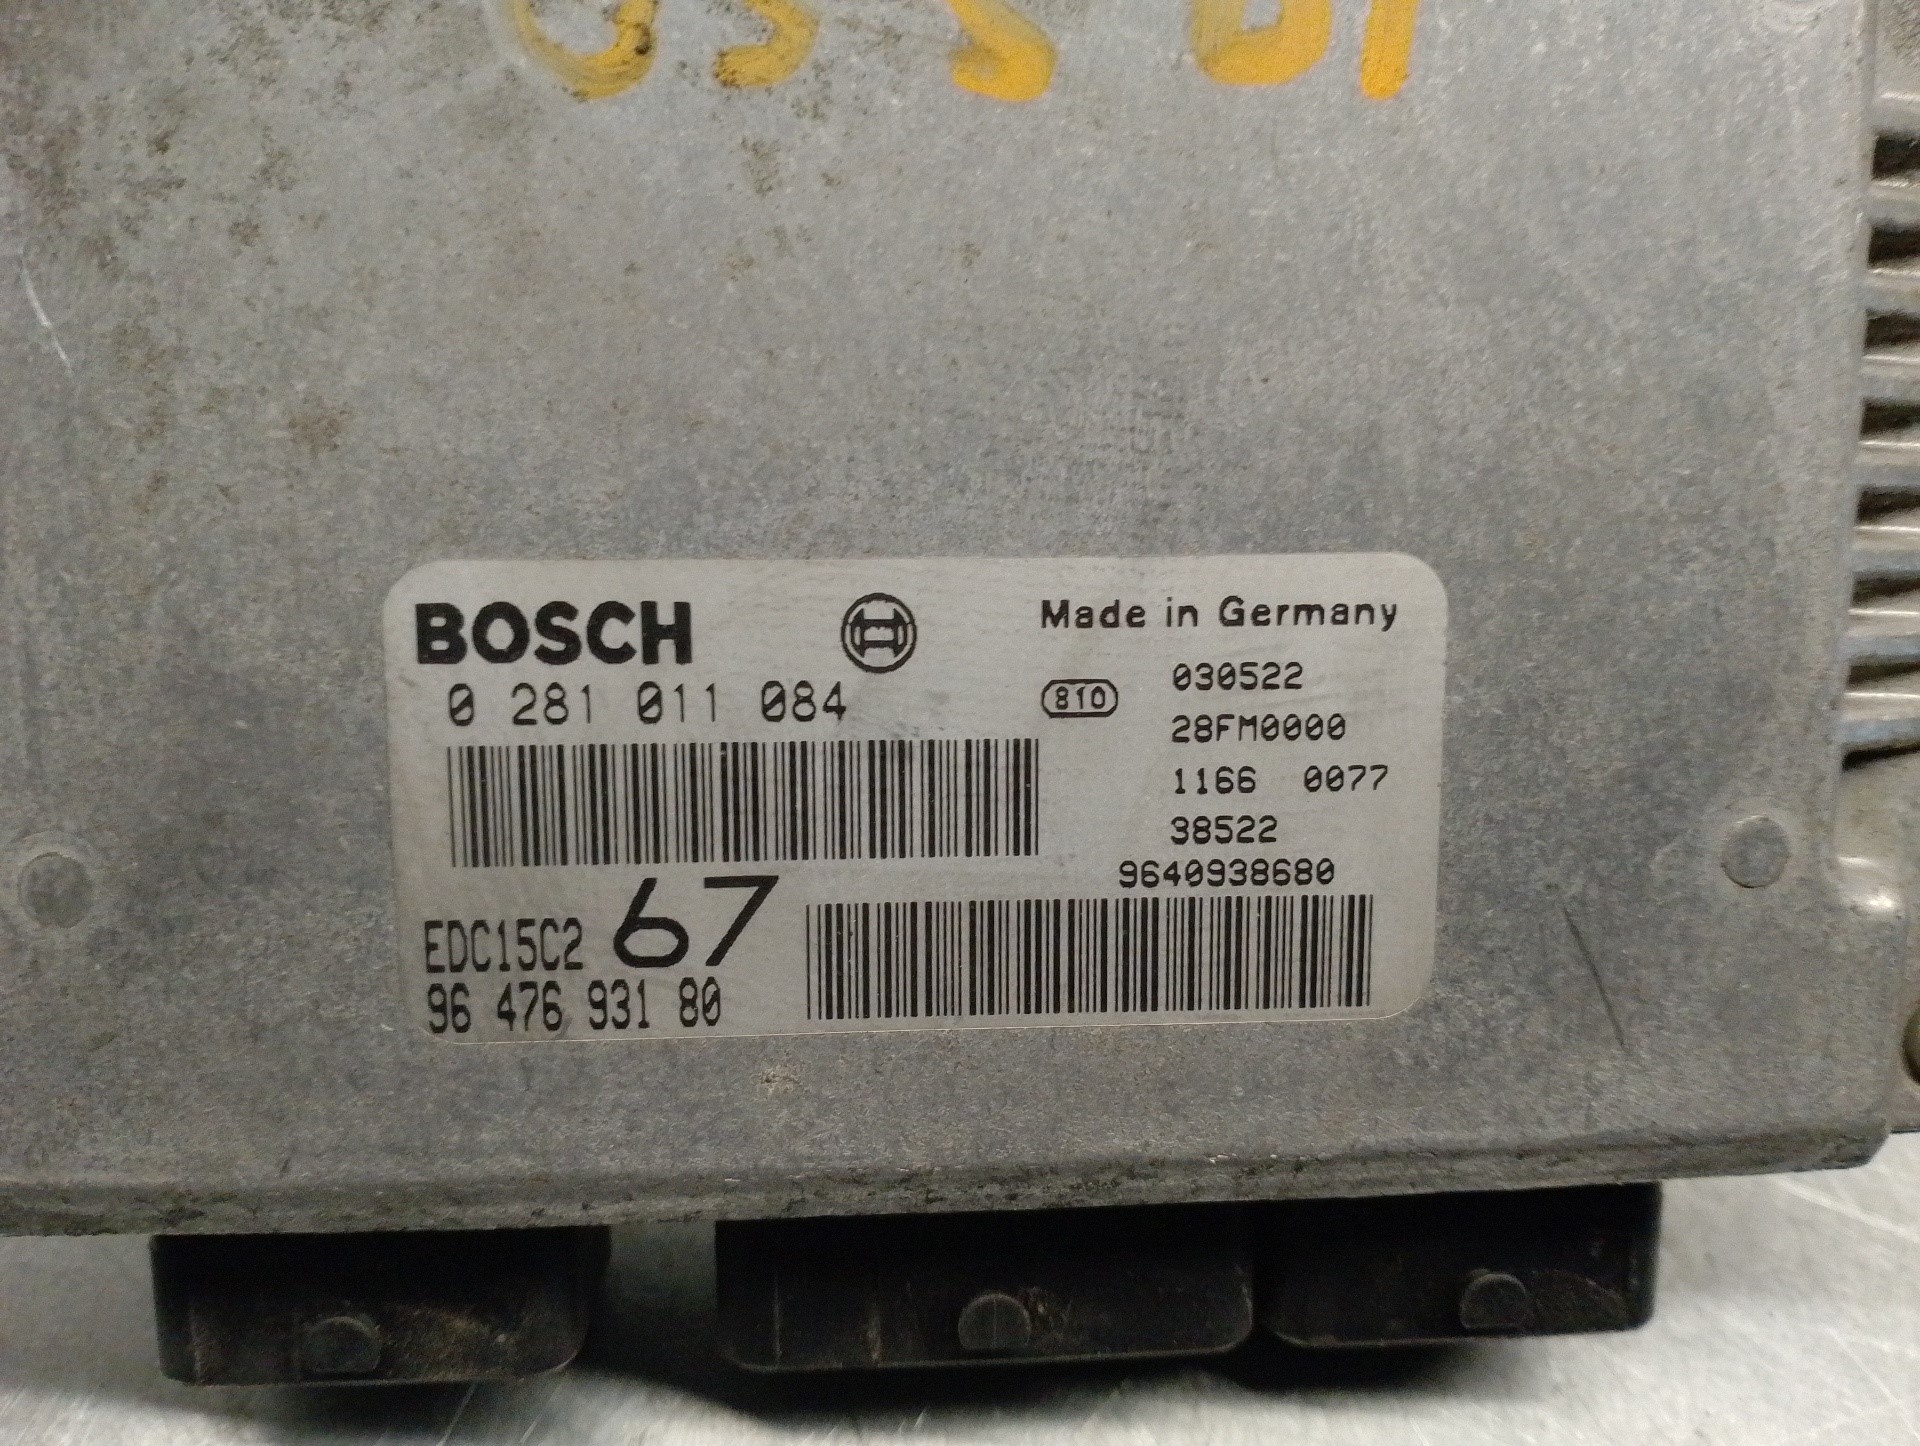 BOSCH
Made in Germany
0 281 011 084
810
030522
28FM0000
1166 0077
38522
9640938680
EDC15C2 67
96 476 931 80